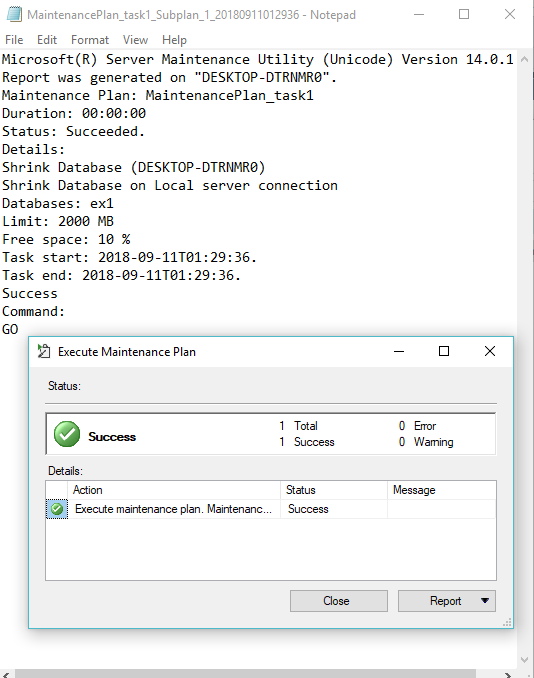 MaintenancePlan_task1_Subplan_1_20180911012936 - Notepad
File Edit Format View Help
Microsoft(R) Server Maintenance Utility (Unicode) Version 14.0.1
Report was generated on "DESKTOP-DTRNMR0".
Maintenance Plan: MaintenancePlan_task1
Duration: 00:00:00
Status: Succeeded.
Details:
Shrink Database (DESKTOP-DTRNMR0)
Shrink Database on Local server connection
Databases: ex1
Limit: 2000 MB
Free space: 10 %
Task start: 2018-09-11T01:29:36.
Task end: 2018-09-11T01:29:36.
Success
Command:
GO
Execute Maintenance Plan
Status:
Success
1 Total 0 Error
1 Success 0 Warning
Details:
Action Status Message
Execute maintenance plan. Maintenanc... Success
Close Report